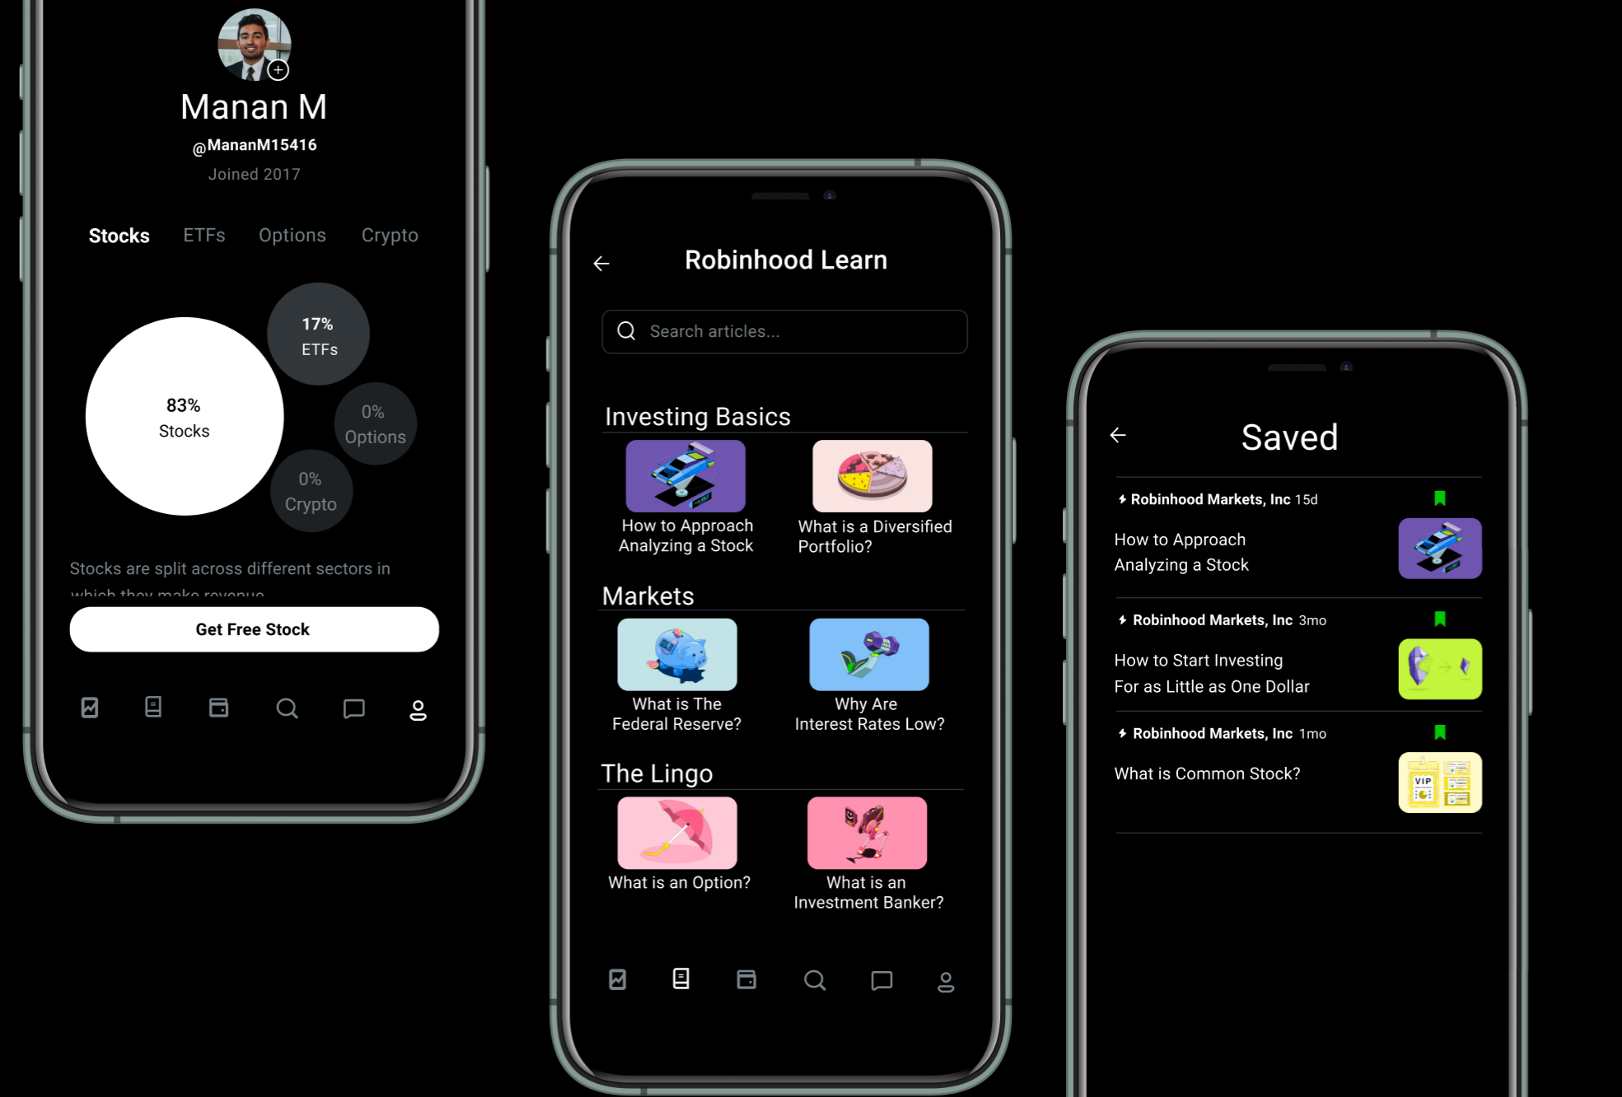 Manan M
@MananM15416
Joined 2017
Stocks ETFs Options Crypto
17%
ETFs
83%
Stocks
0%
Options
0%
Crypto
Stocks are split across different sectors in
which they make revenue
Get Free Stock
Robinhood Learn
Search articles...
Investing Basics
How to Approach
Analyzing a Stock
What is a Diversified
Portfolio?
Markets
What is The
Federal Reserve?
Why Are
Interest Rates Low?
The Lingo
What is an Option?
What is an
Investment Banker?
Saved
Robinhood Markets, Inc 15d
How to Approach
Analyzing a Stock
Robinhood Markets, Inc 3mo
How to Start Investing
For as Little as One Dollar
Robinhood Markets, Inc 1mo
What is Common Stock?
VIP